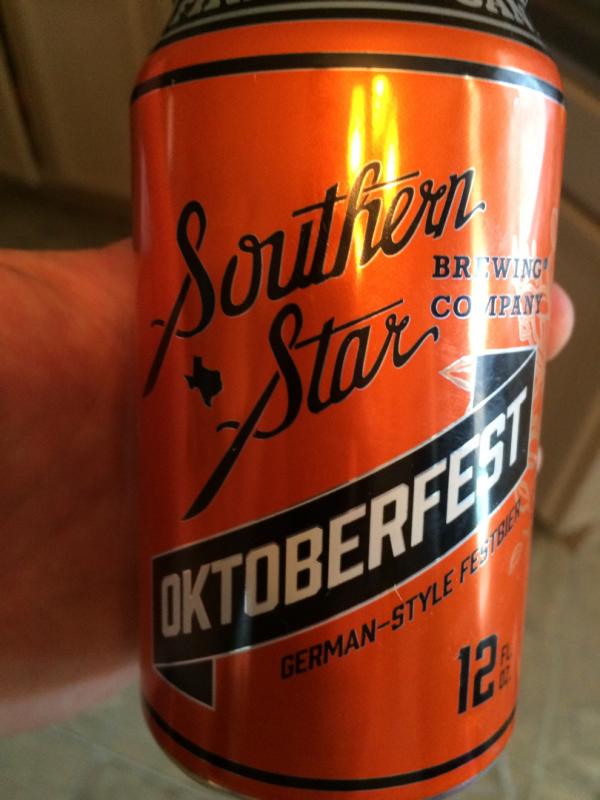 Southern
Star
BREWING®
COMPANY
OKTOBERFEST
GERMAN-STYLE FESTBIER
12 FL. OZ.